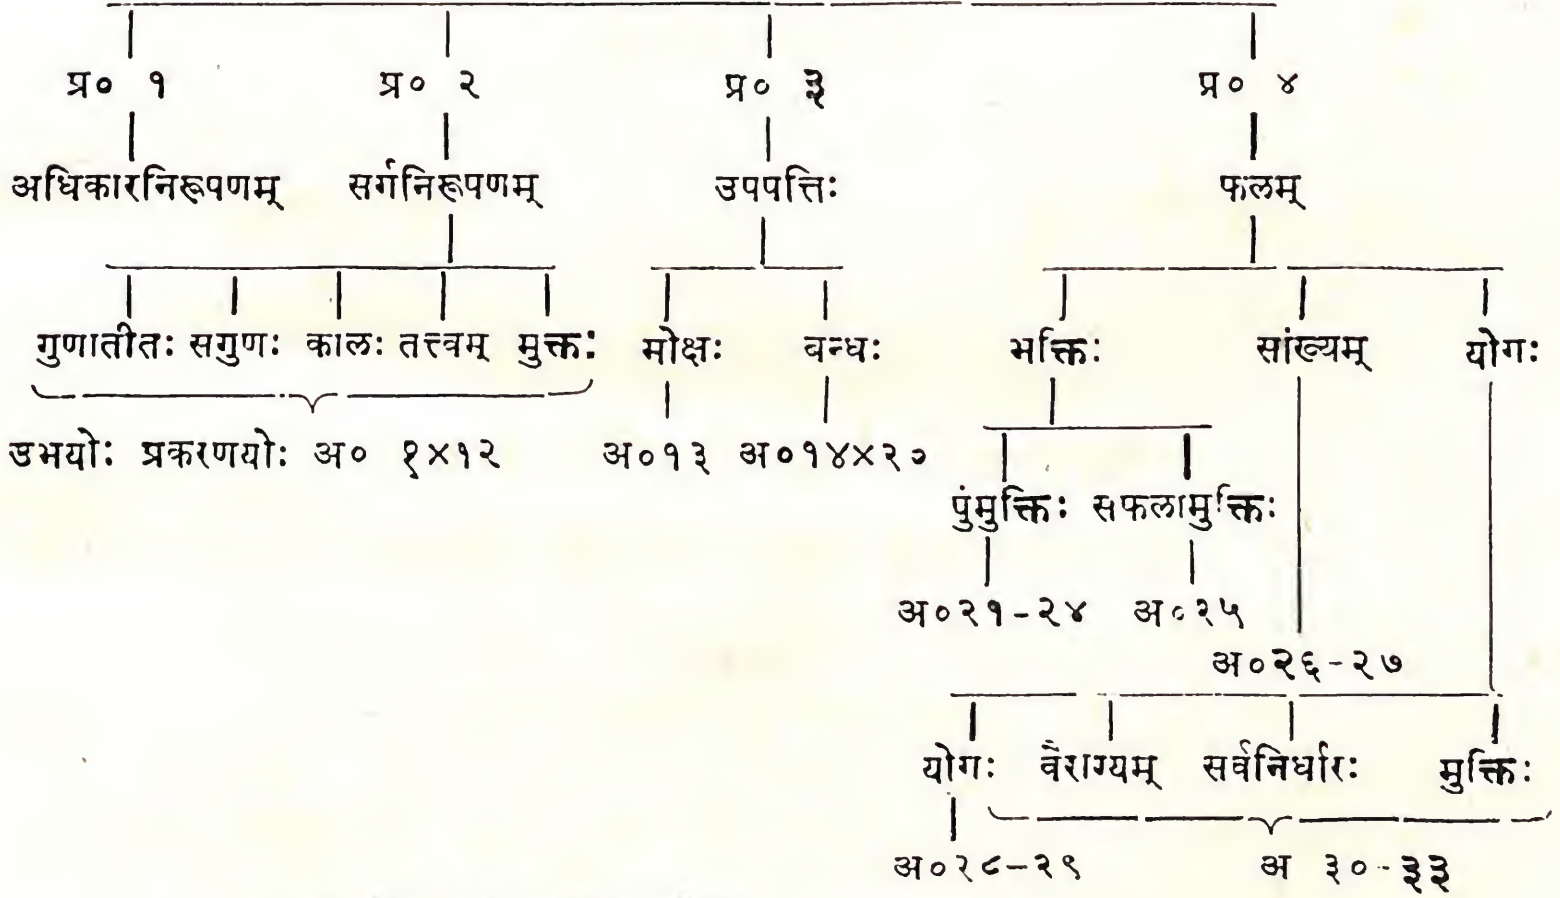 प्र० १ प्र० २ प्र० ३ प्र० ४
अधिकारनिरूपणम् सर्गनिरूपणम् उपपत्तिः फलम्
गुणातीतः सगुणः कालः तत्त्वम् मुक्तः मोक्षः बन्धः भक्तिः सांख्यम् योगः
उभयोः प्रकरणयोः अ० १×१२ अ०१३ अ०१४×२०
पुंमुक्तिः सफलामुक्तिः
अ०२१-२४ अ०२५
अ०२६-२७
योगः वैराग्यम् सर्वनिर्धारः मुक्तिः
अ०२८-२९ अ ३०-३३